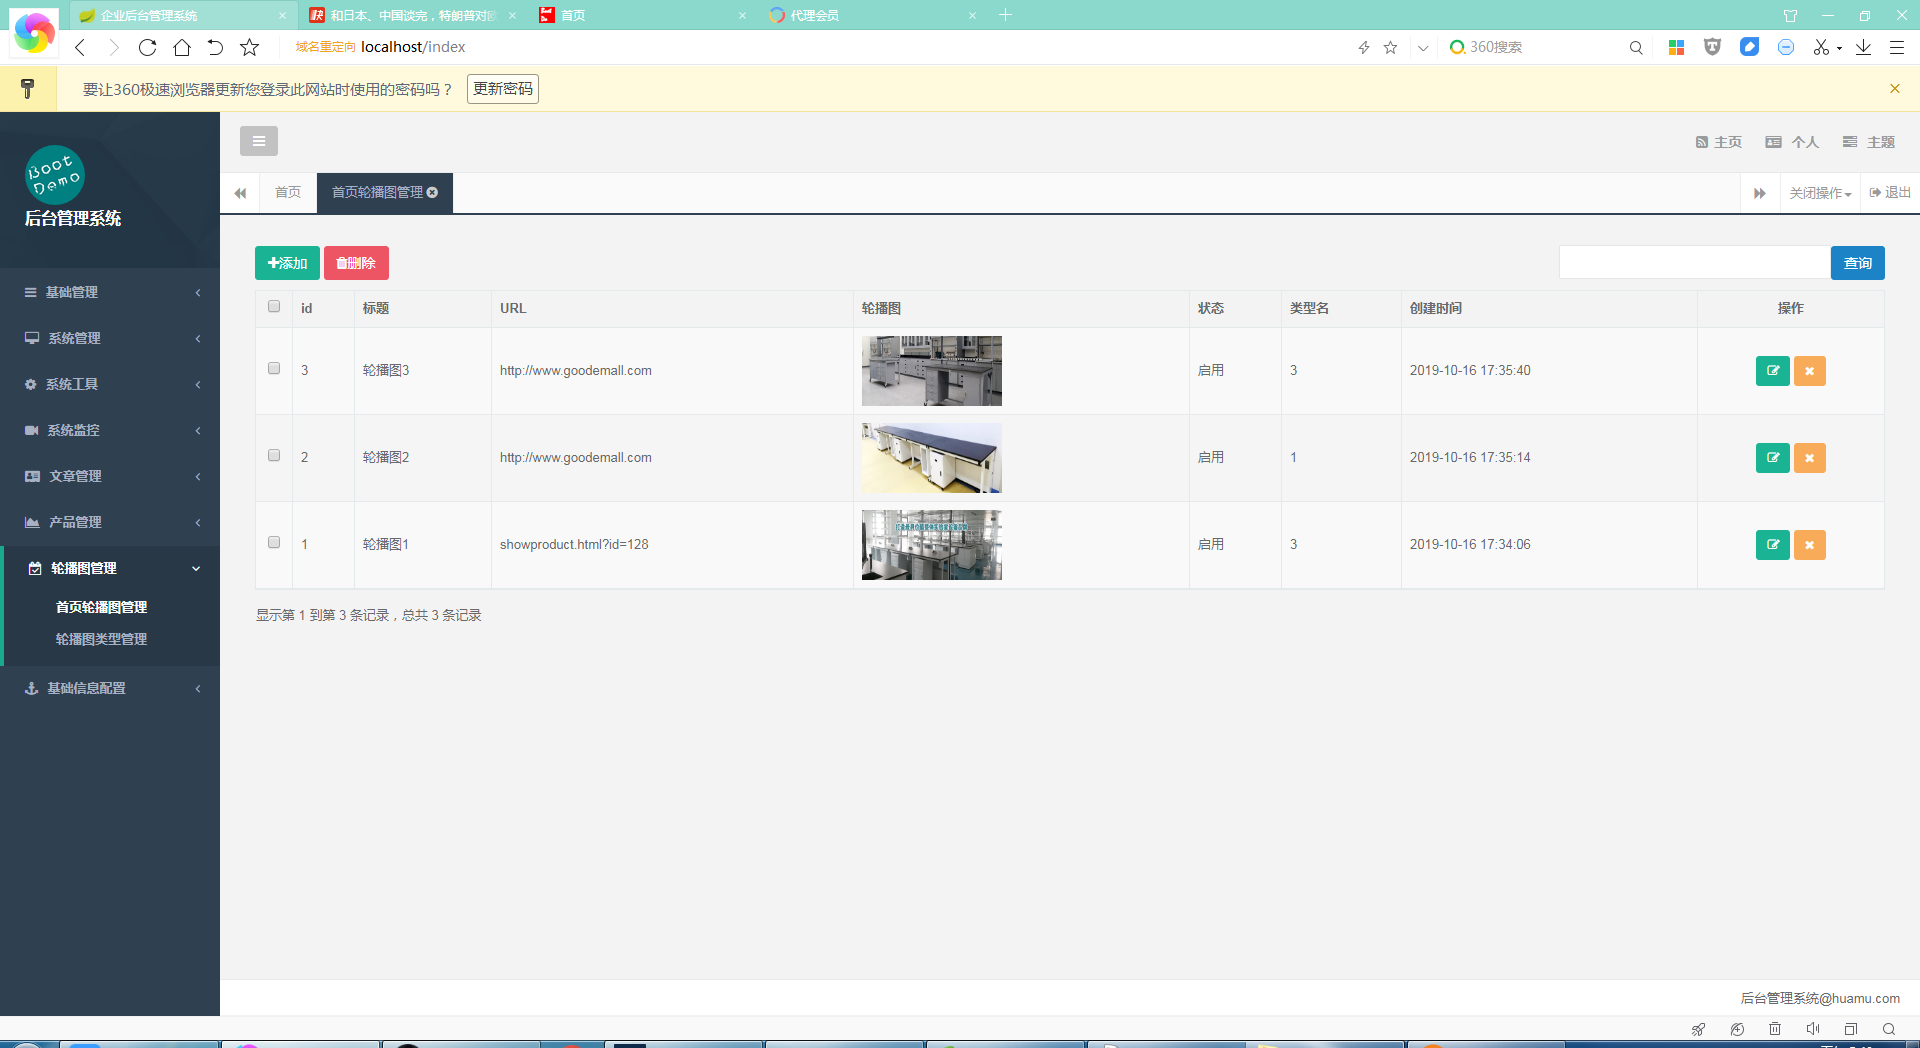 企业后台管理系统
和日本、中国谈完，特朗普对欧
首页
代理会员
域名重定向 localhost/index
360搜索
要让360极速浏览器更新您登录此网站时使用的密码吗？ 更新密码
Boot
Demo
后台管理系统
主页 个人 主题
首页 首页轮播图管理 关闭操作 退出
基础管理
系统管理
系统工具
系统监控
文章管理
产品管理
轮播图管理
首页轮播图管理
轮播图类型管理
基础信息配置
添加 删除 查询
id 标题 URL 轮播图 状态 类型名 创建时间 操作
3 轮播图3 http://www.goodemall.com 启用 3 2019-10-16 17:35:40
2 轮播图2 http://www.goodemall.com 启用 1 2019-10-16 17:35:14
1 轮播图1 showproduct.html?id=128 启用 3 2019-10-16 17:34:06
显示第 1 到第 3 条记录，总共 3 条记录
后台管理系统@huamu.com